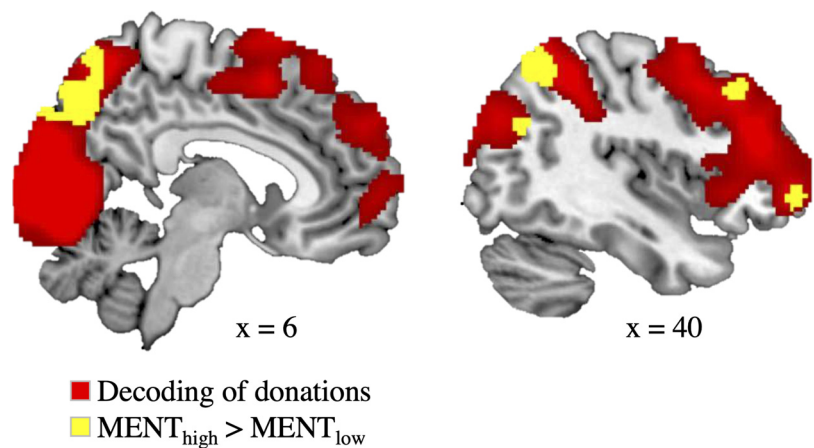 x = 6
x = 40
Decoding of donations
MENThigh > MENTlow